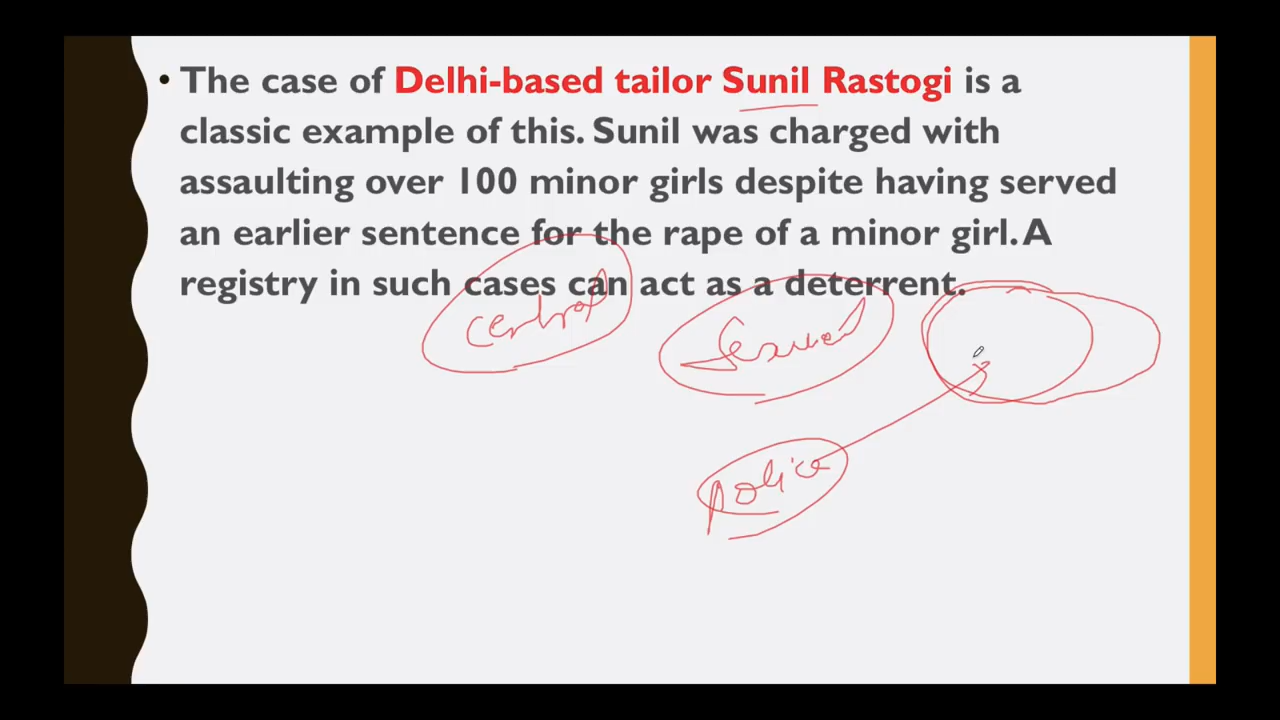 • The case of Delhi-based tailor Sunil Rastogi is a
classic example of this. Sunil was charged with
assaulting over 100 minor girls despite having served
an earlier sentence for the rape of a minor girl. A
registry in such cases can act as a deterrent.
central
police